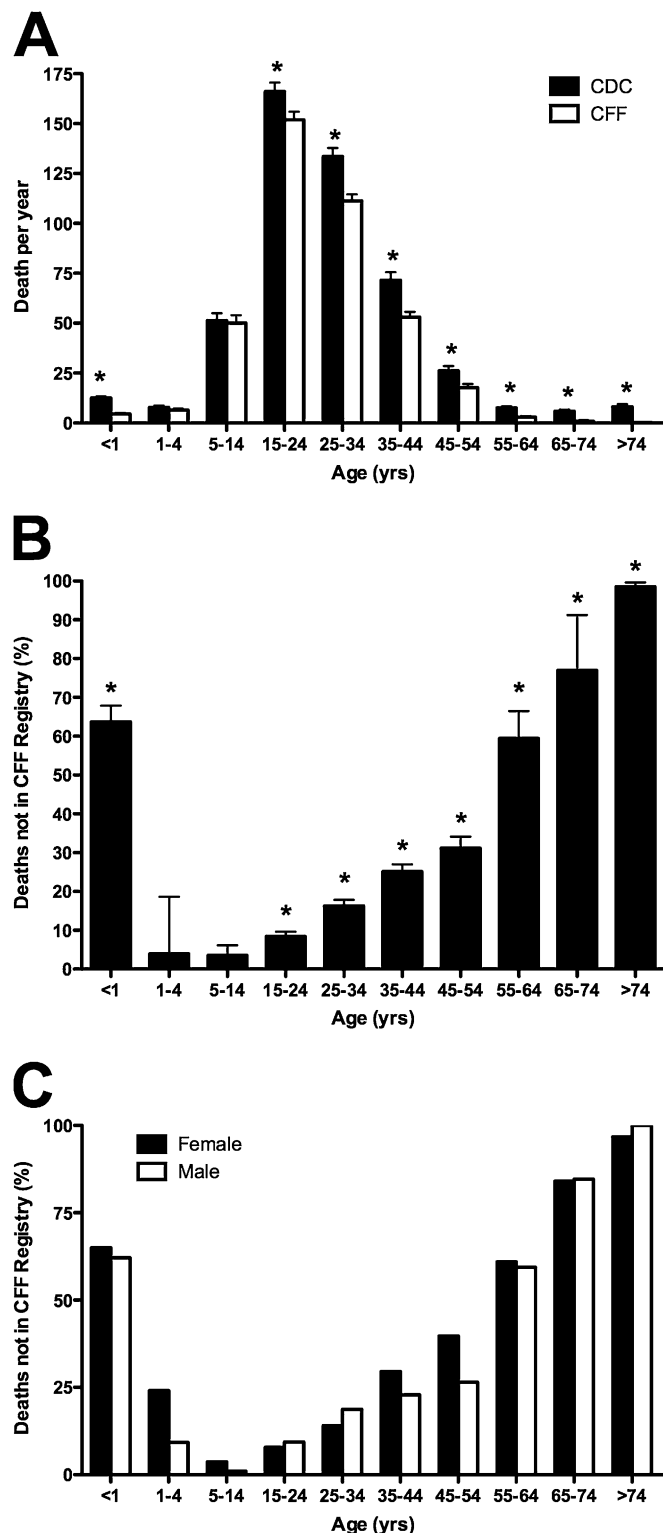 A
175
150
125
100
75
50
25
0
Death per year
CDC
CFF
*
*
*
*
*
*
*
*
<1 1-4 5-14 15-24 25-34 35-44 45-54 55-64 65-74 >74
Age (yrs)
B
100
90
80
70
60
50
40
30
20
10
0
Deaths not in CFF Registry (%)
*
*
*
*
*
*
*
*
<1 1-4 5-14 15-24 25-34 35-44 45-54 55-64 65-74 >74
Age (yrs)
C
100
75
50
25
0
Deaths not in CFF Registry (%)
Female
Male
<1 1-4 5-14 15-24 25-34 35-44 45-54 55-64 65-74 >74
Age (yrs)